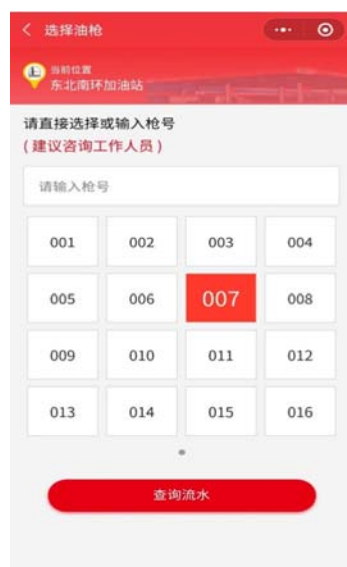 选择油枪
当前位置
东北南环加油站
请直接选择或输入枪号
(建议咨询工作人员)
请输入枪号
001 002 003 004
005 006 007 008
009 010 011 012
013 014 015 016
查询流水